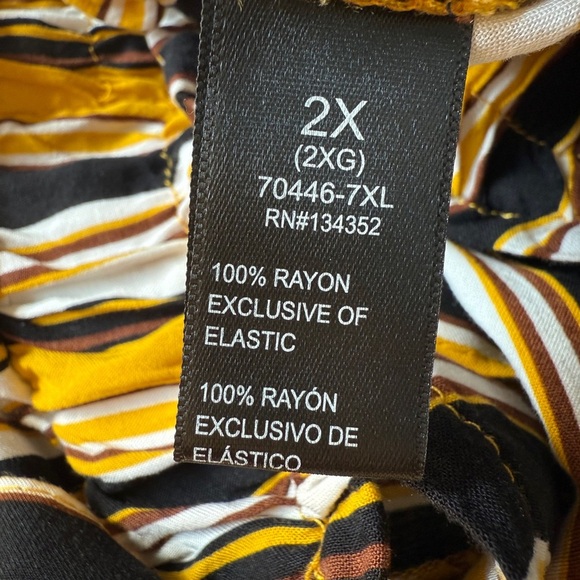 2X
(2XG)
70446-7XL
RN#134352
100% RAYON
EXCLUSIVE OF
ELASTIC
100% RAYÓN
EXCLUSIVO DE
ELÁSTICO